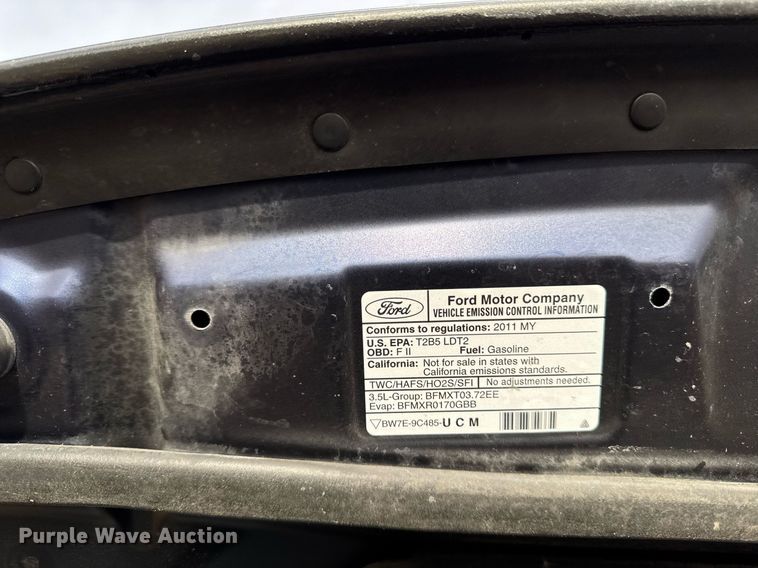 Ford
Ford Motor Company
VEHICLE EMISSION CONTROL INFORMATION
Conforms to regulations: 2011 MY
U.S. EPA: T2B5 LDT2
OBD: F II Fuel: Gasoline
California: Not for sale in states with
California emissions standards.
TWC/HAFS/HO2S/SFI No adjustments needed.
3.5L-Group: BFMXT03.72EE
Evap: BFMXR0170GBB
BW7E-9C485-U C M
Purple Wave Auction